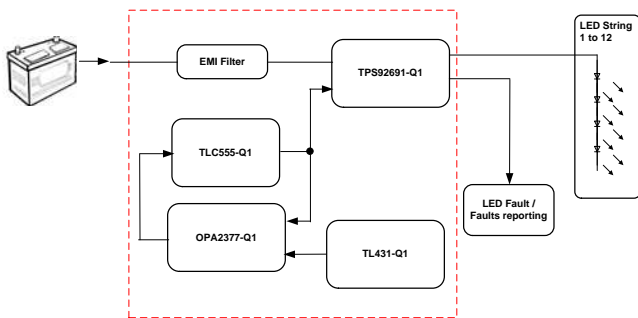 LED String
1 to 12
EMI Filter
TPS92691-Q1
TLC555-Q1
LED Fault /
Faults reporting
OPA2377-Q1
TL431-Q1